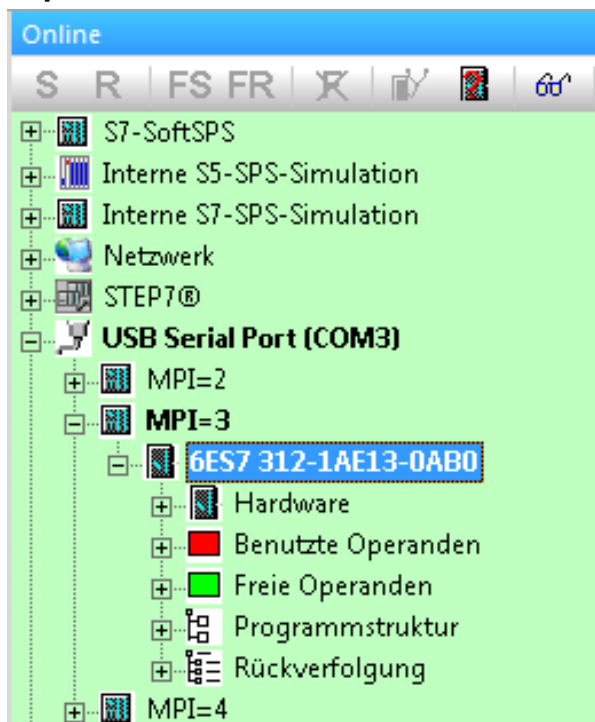 Online
S R FS FR
S7-SoftSPS
Interne S5-SPS-Simulation
Interne S7-SPS-Simulation
Netzwerk
STEP7®
USB Serial Port (COM3)
MPI=2
MPI=3
6ES7 312-1AE13-0AB0
Hardware
Benutzte Operanden
Freie Operanden
Programmstruktur
Rückverfolgung
MPI=4